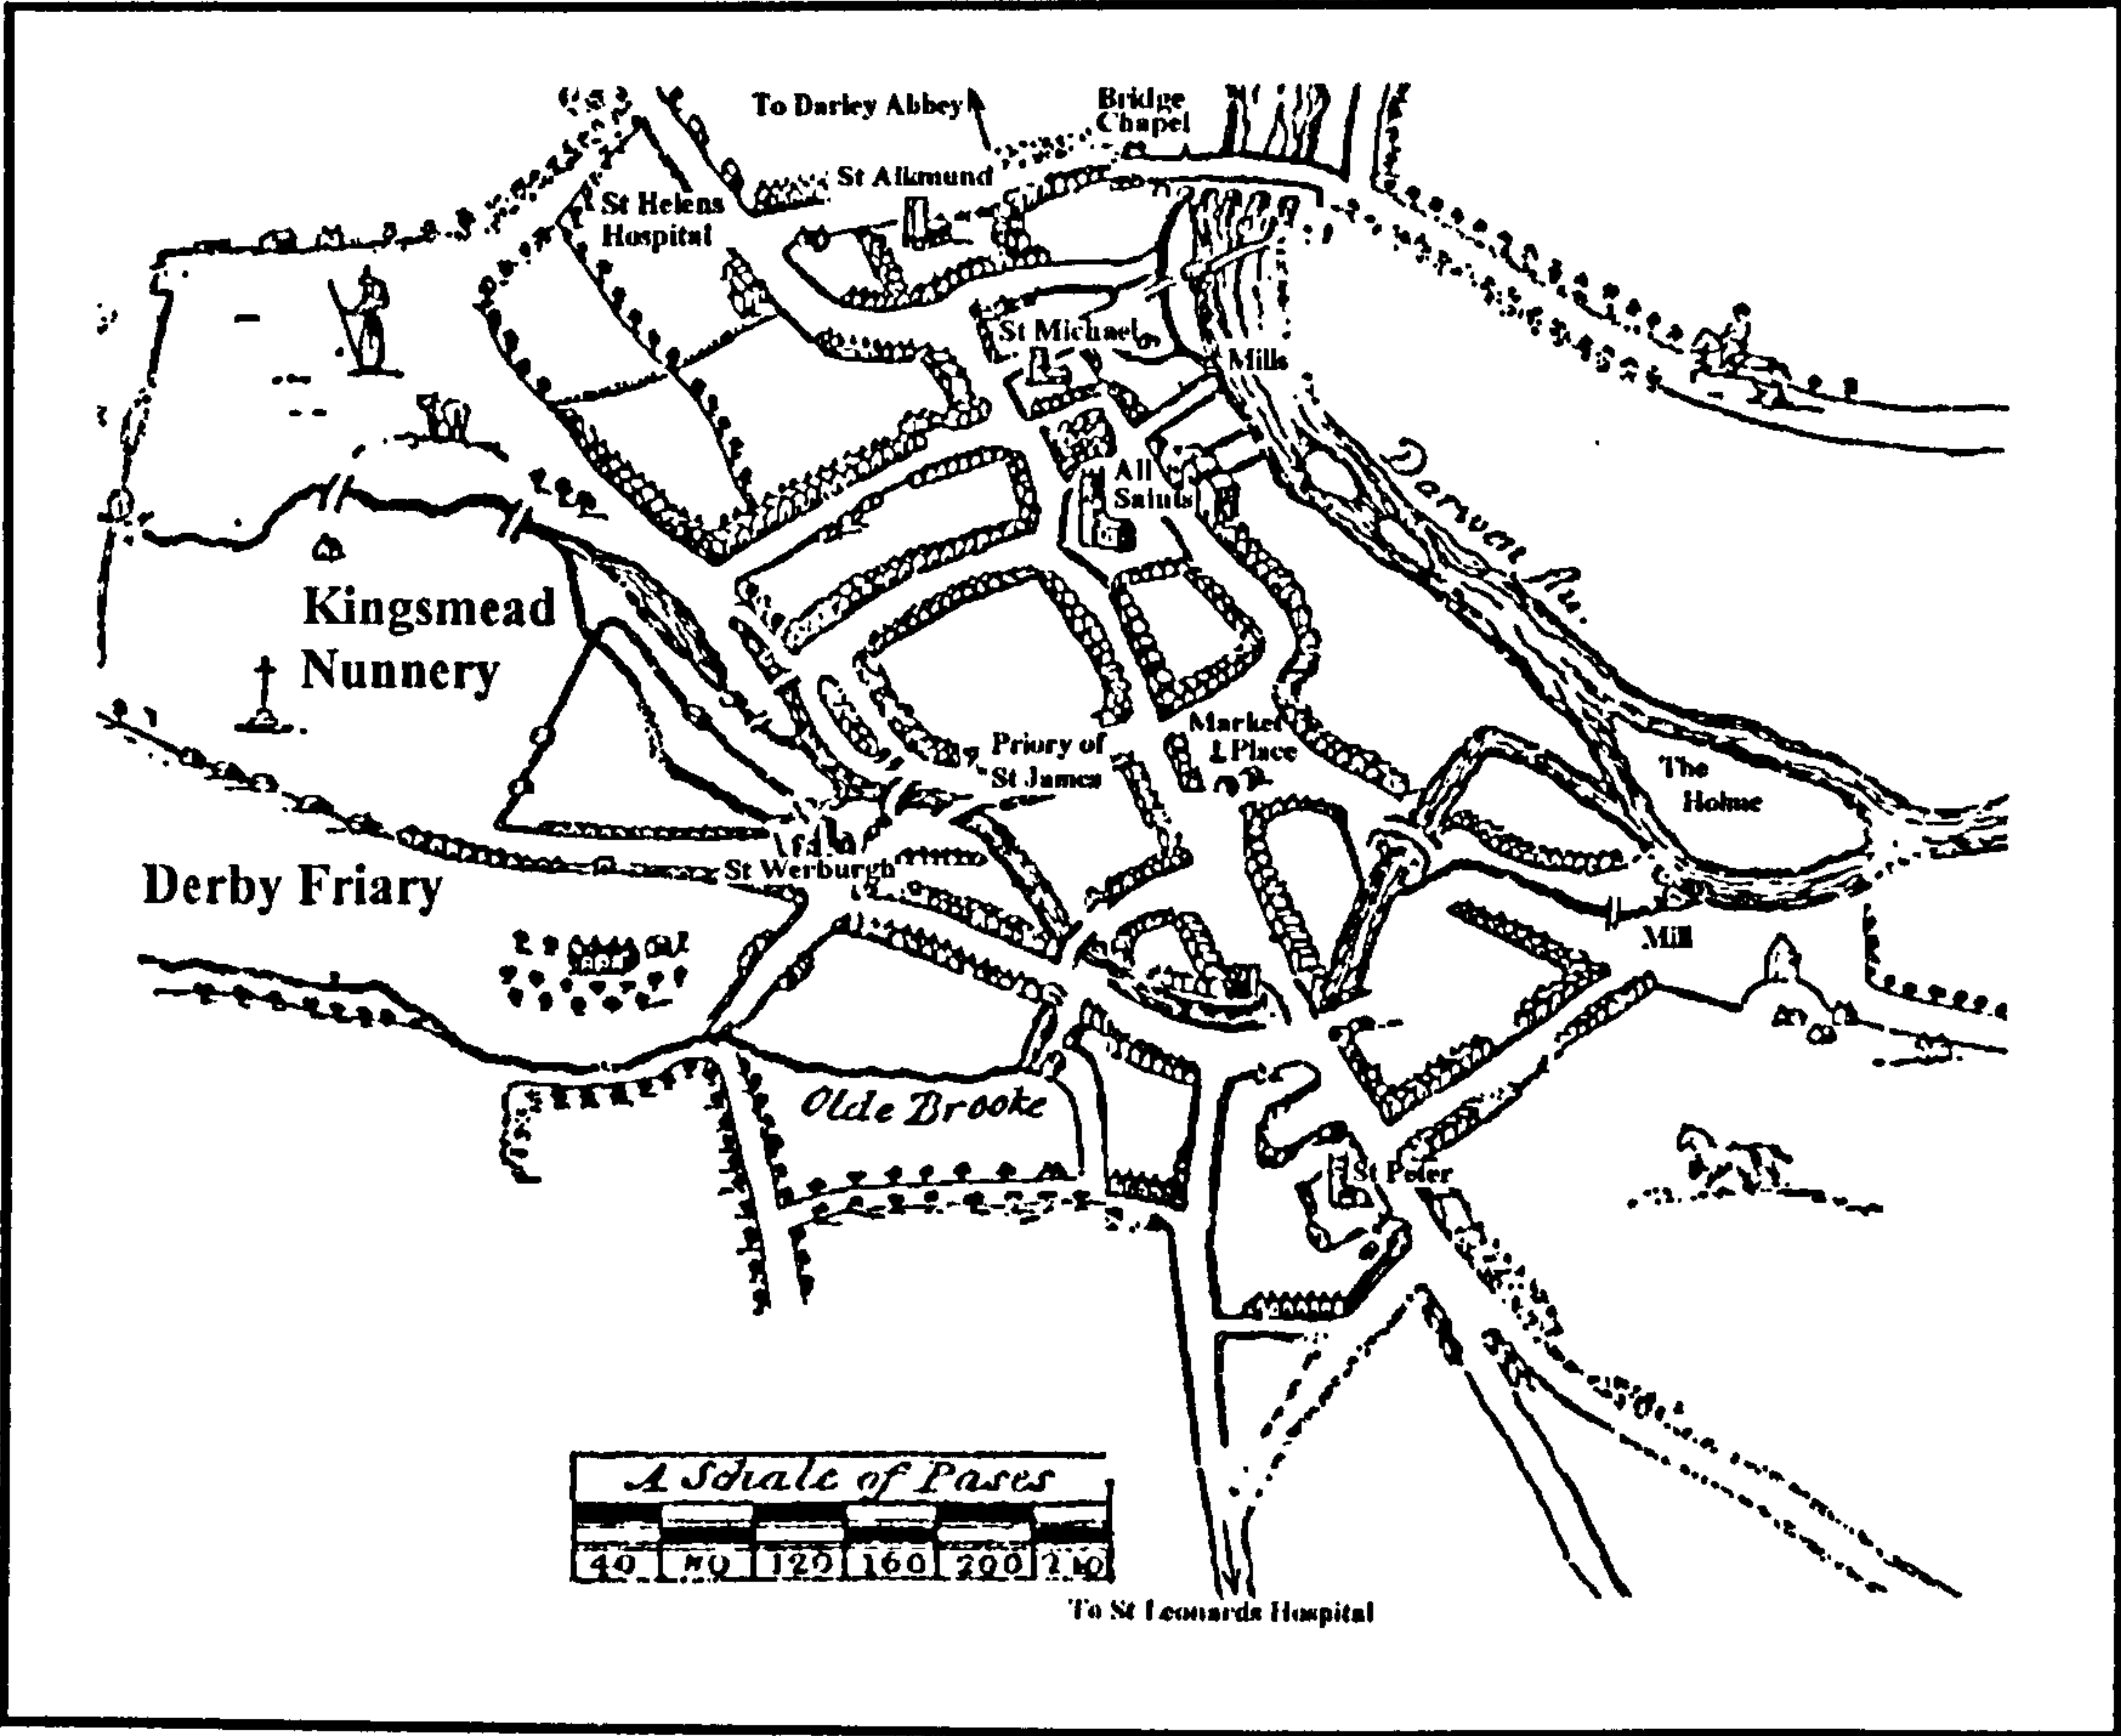 To Darley Abbey
Bridge
Chapel
St Alkmund
St Helens
Hospital
St Michael
Mills
All
Saints
Darwen Flu.
Kingsmead
Nunnery
Market
Place
Priory of
St James
The
Holme
St Werburgh
Derby Friary
Mill
Olde Brooke
St Peter
A Schale of Pases
40 80 120 160 200 240
To St Leonards Hospital